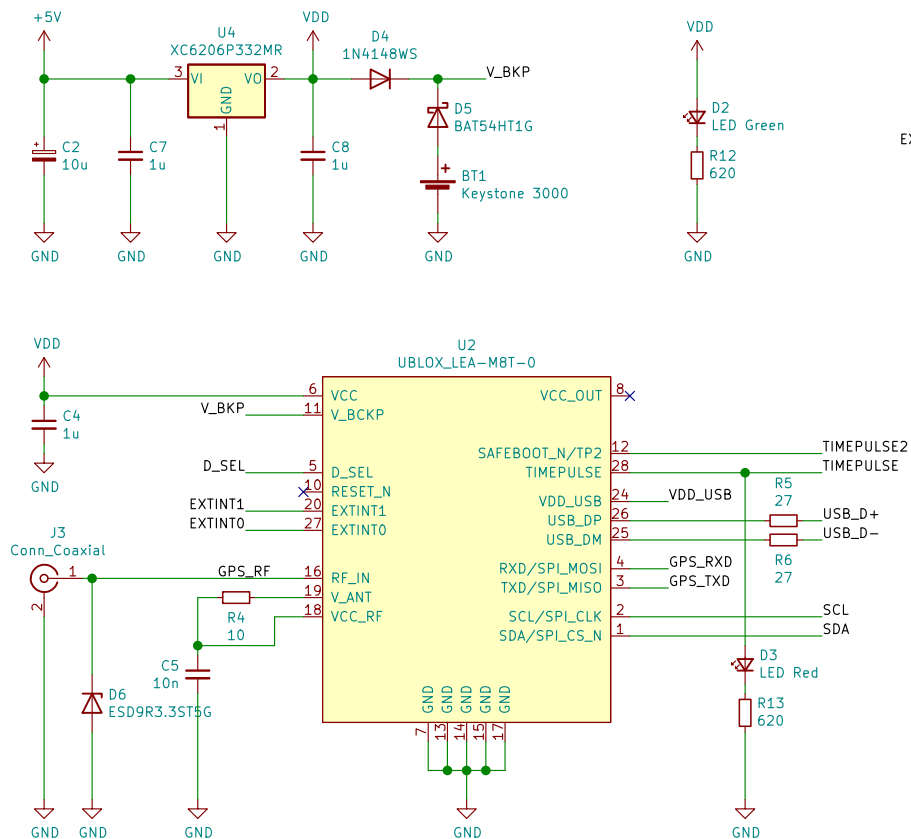 +5V
U4
XC6206P332MR
3 VI VO 2
GND
1
C2
10u
C7
1u
GND
GND
GND
VDD
C8
1u
GND
D4
1N4148WS
V_BKP
D5
BAT54HT1G
BT1
Keystone 3000
GND
VDD
D2
LED Green
R12
620
GND
VDD
C4
1u
GND
U2
UBLOX_LEA-M8T-0
6 VCC
V_BKP 11 V_BCKP
D_SEL 5 D_SEL
10 RESET_N
EXTINT1 20 EXTINT1
EXTINT0 27 EXTINT0
GPS_RF 16 RF_IN
19 V_ANT
18 VCC_RF
VCC_OUT 8
SAFEBOOT_N/TP2 12 TIMEPULSE2
TIMEPULSE 28 TIMEPULSE
VDD_USB 24 VDD_USB
USB_DP 26 USB_D+
USB_DM 25 USB_D-
RXD/SPI_MOSI 4 GPS_RXD
TXD/SPI_MISO 3 GPS_TXD
SCL/SPI_CLK 2 SCL
SDA/SPI_CS_N 1 SDA
GND GND GND GND GND
7 13 14 15 17
GND
R5
27
R6
27
J3
Conn_Coaxial
1
2
R4
10
C5
10n
D6
ESD9R3.3ST5G
GND
GND
GND
D3
LED Red
R13
620
GND